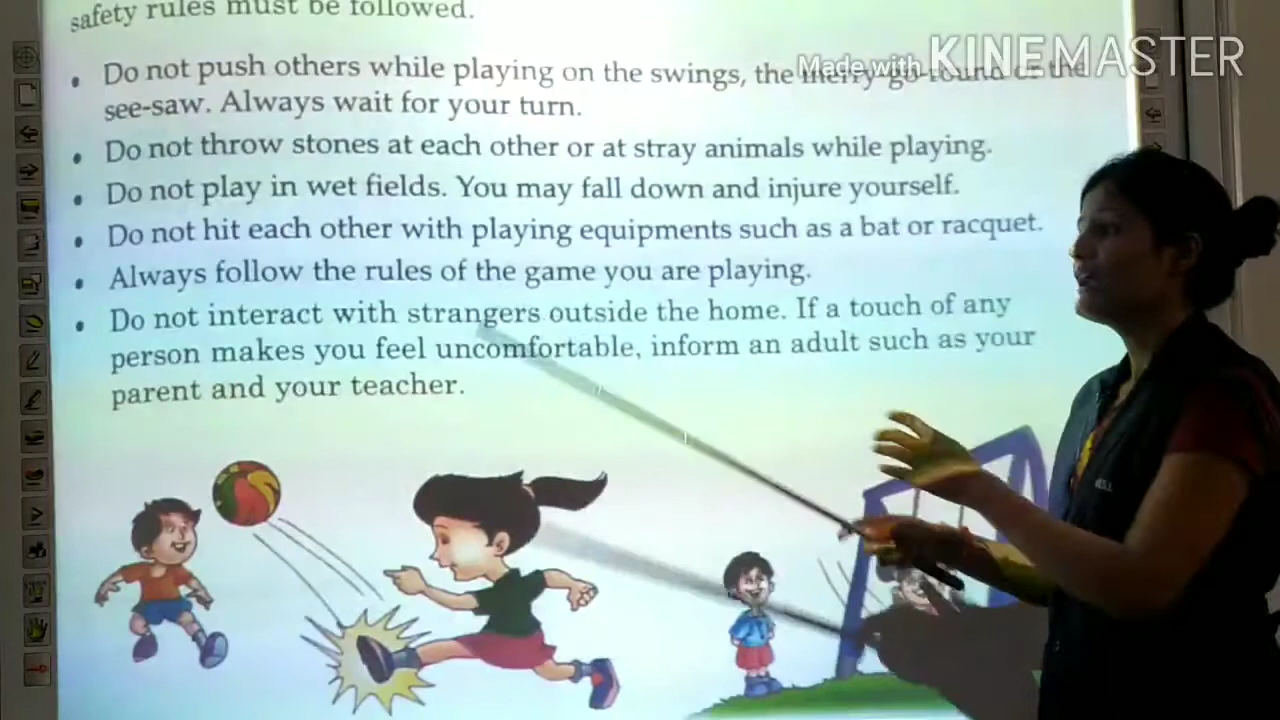 safety rules must be followed.
Made with KINEMASTER
• Do not push others while playing on the swings, the merry-go-round or the
see-saw. Always wait for your turn.
• Do not throw stones at each other or at stray animals while playing.
• Do not play in wet fields. You may fall down and injure yourself.
• Do not hit each other with playing equipments such as a bat or racquet.
• Always follow the rules of the game you are playing.
• Do not interact with strangers outside the home. If a touch of any
person makes you feel uncomfortable, inform an adult such as your
parent and your teacher.